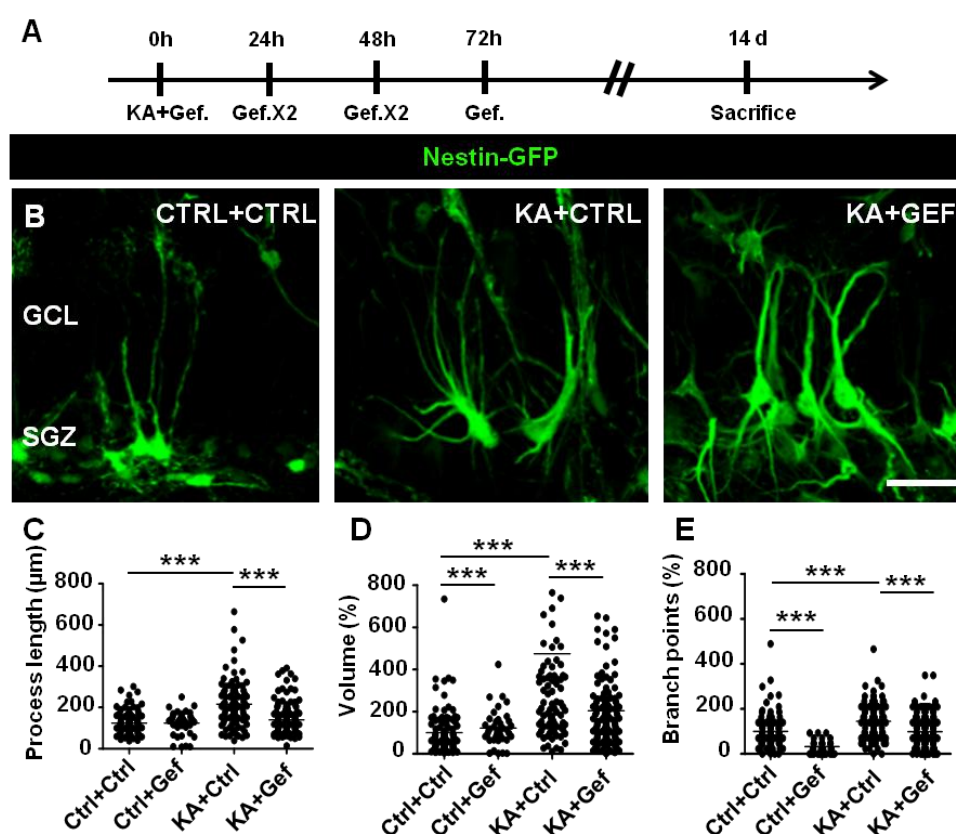 A
0h 24h 48h 72h 14 d
KA+Gef. Gef.X2 Gef.X2 Gef. Sacrifice
Nestin-GFP
B
CTRL+CTRL KA+CTRL KA+GEF
GCL
SGZ
C
Process length (µm)
***
***
800
600
400
200
0
Ctrl+Ctrl Ctrl+Gef KA+Ctrl KA+Gef
D
Volume (%)
***
*** ***
800
600
400
200
0
Ctrl+Ctrl Ctrl+Gef KA+Ctrl KA+Gef
E
Branch points (%)
*** ***
***
800
600
400
200
0
Ctrl+Ctrl Ctrl+Gef KA+Ctrl KA+Gef